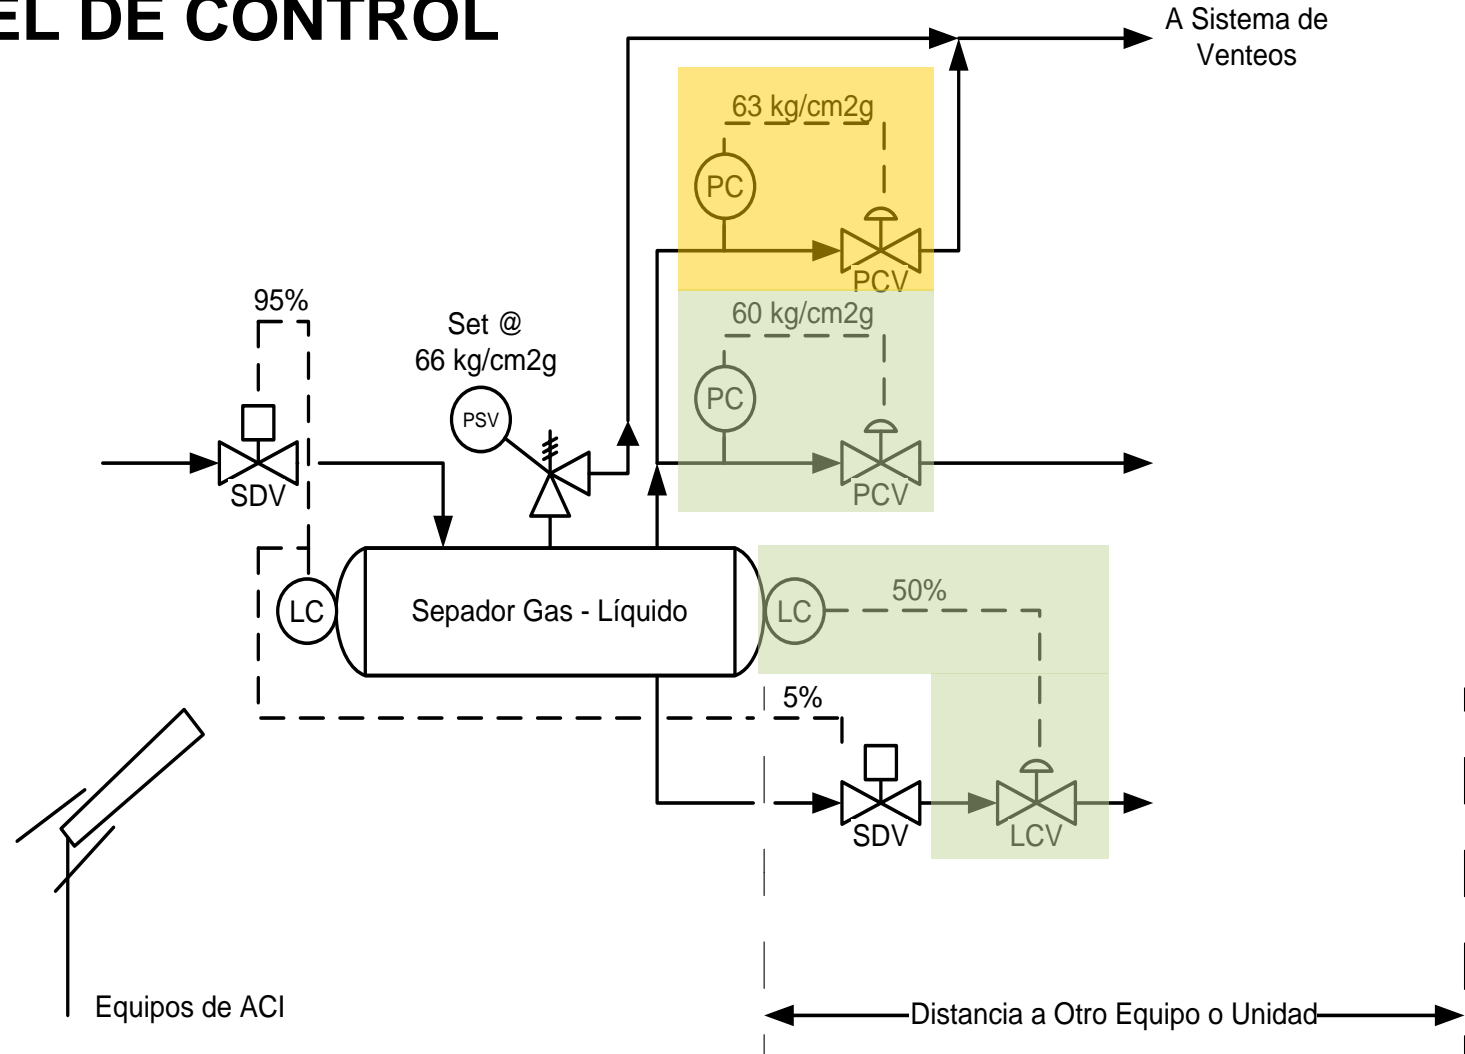 EL DE CONTROL
A Sistema de
Venteos
63 kg/cm2g
PC
PCV
95%
60 kg/cm2g
Set @
66 kg/cm2g
PC
PSV
SDV
PCV
LC
Sepador Gas - Líquido
LC
50%
5%
SDV
LCV
Equipos de ACI
Distancia a Otro Equipo o Unidad